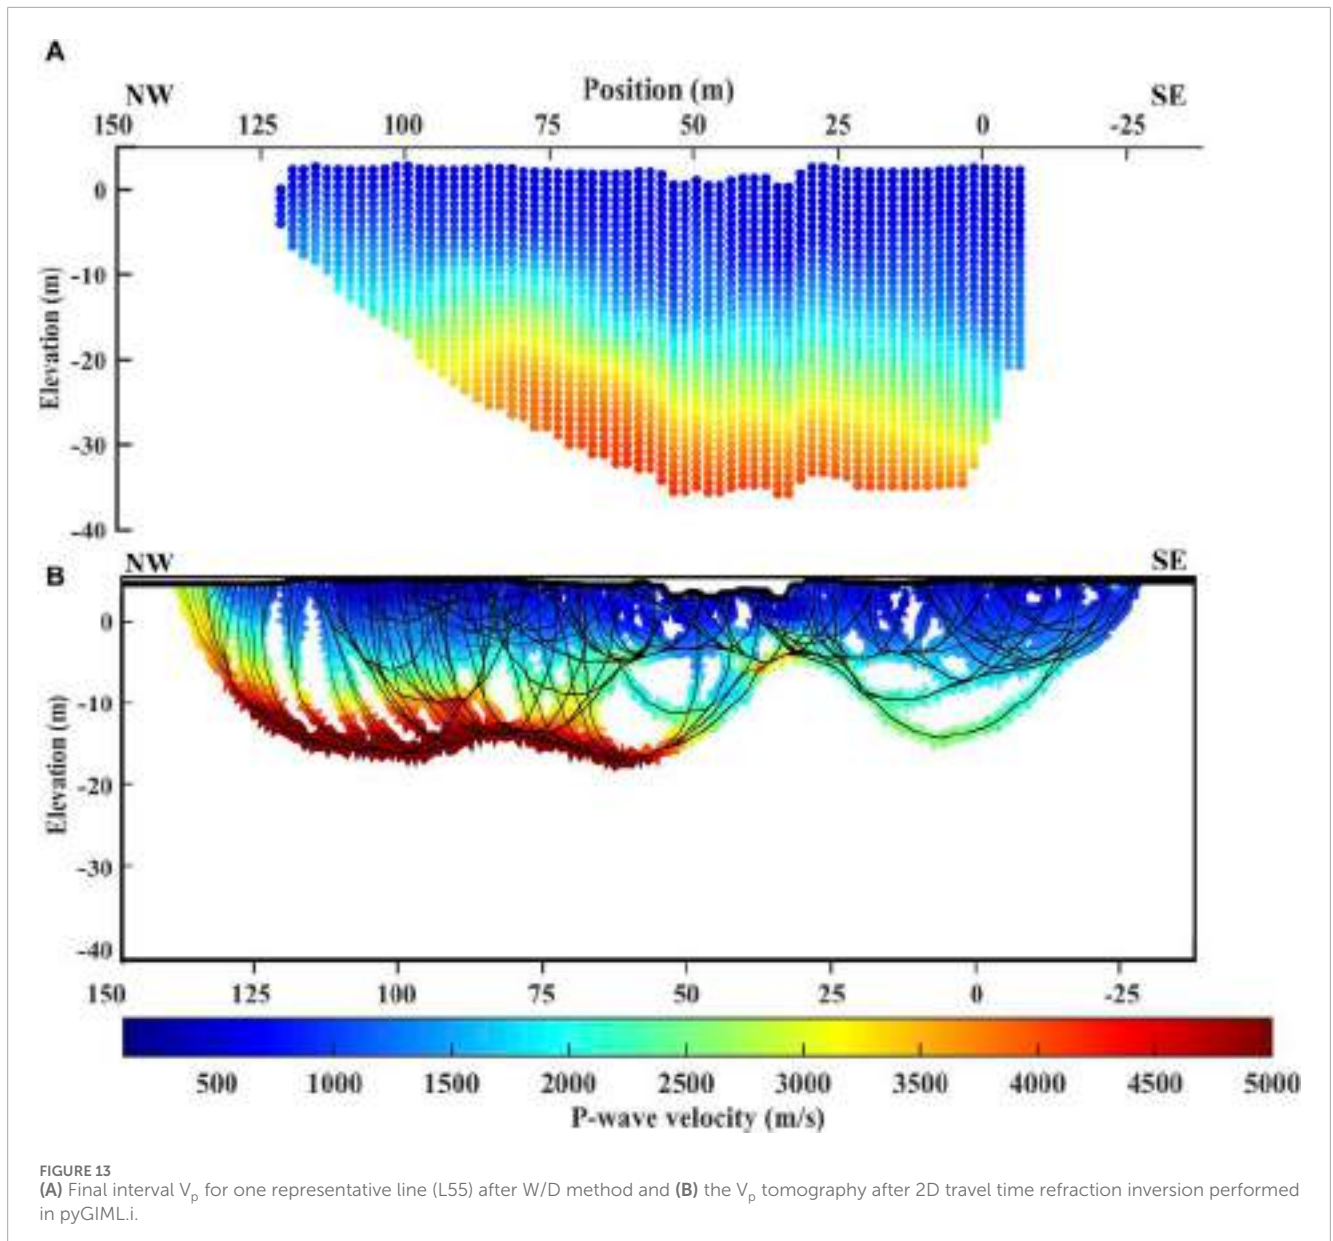 A
NW Position (m) SE
150 125 100 75 50 25 0 -25
0
-10
-20
-30
-40
Elevation (m)
B NW SE
0
-10
-20
-30
-40
Elevation (m)
150 125 100 75 50 25 0 -25
500 1000 1500 2000 2500 3000 3500 4000 4500 5000
P-wave velocity (m/s)
FIGURE 13
(A) Final interval Vp for one representative line (L55) after W/D method and (B) the Vp tomography after 2D travel time refraction inversion performed
in pyGIML.i.